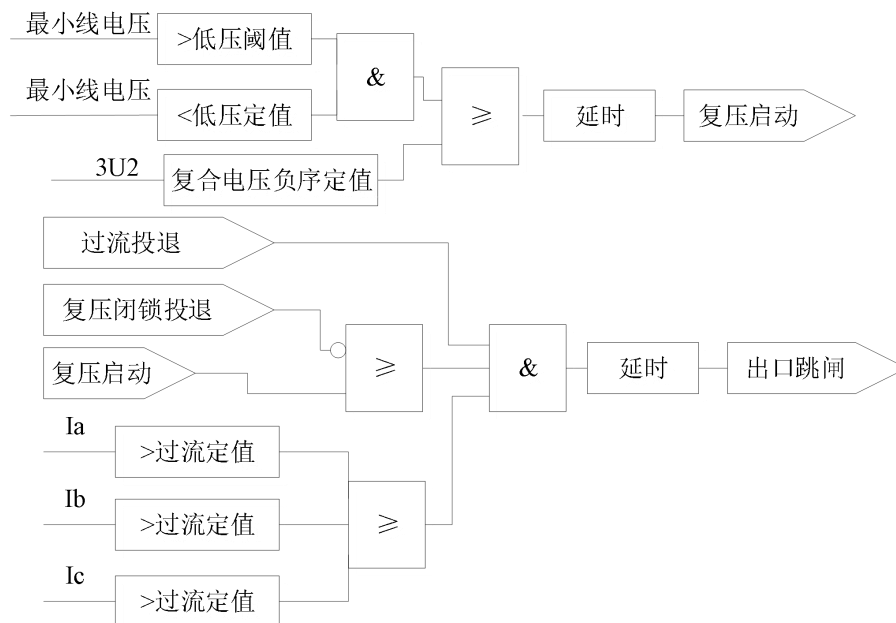 最小线电压
>低压阈值
&
最小线电压
<低压定值
≥
延时
复压启动
3U2
复合电压负序定值
过流投退
复压闭锁投退
≥
&
延时
出口跳闸
复压启动
Ia
>过流定值
Ib
>过流定值
≥
Ic
>过流定值